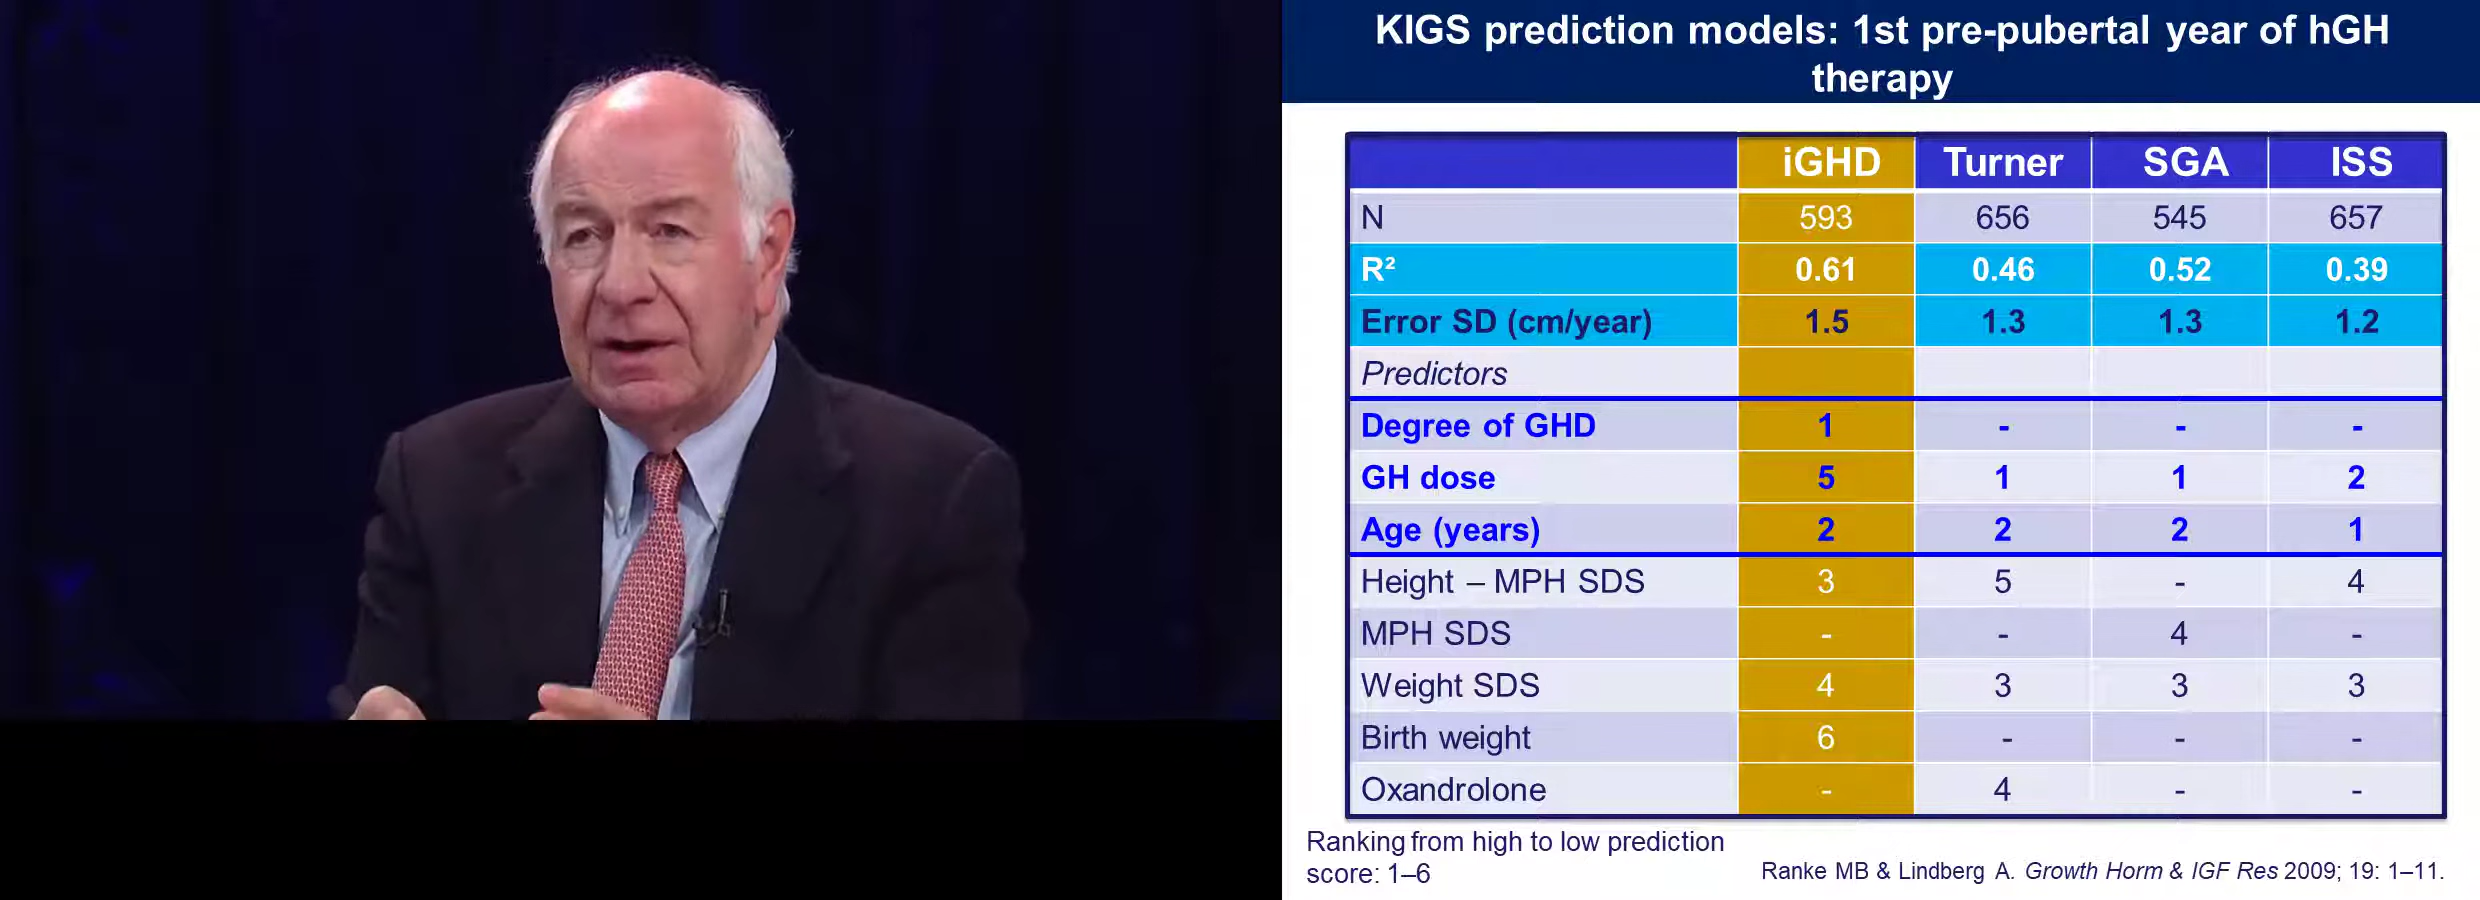 KIGS prediction models: 1st pre-pubertal year of hGH
therapy
iGHD Turner SGA ISS
N 593 656 545 657
R² 0.61 0.46 0.52 0.39
Error SD (cm/year) 1.5 1.3 1.3 1.2
Predictors
Degree of GHD 1 - - -
GH dose 5 1 1 2
Age (years) 2 2 2 1
Height – MPH SDS 3 5 - 4
MPH SDS - - 4 -
Weight SDS 4 3 3 3
Birth weight 6 - - -
Oxandrolone - 4 - -
Ranking from high to low prediction
score: 1–6
Ranke MB & Lindberg A. Growth Horm & IGF Res 2009; 19: 1–11.